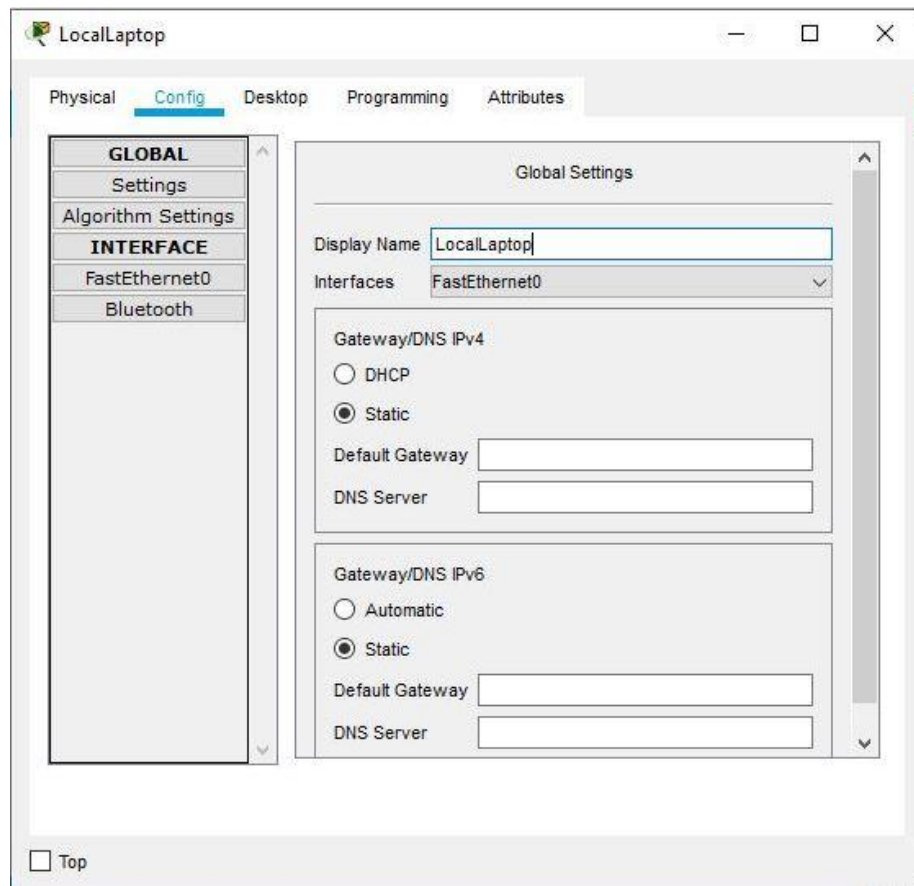 LocalLaptop
Physical Config Desktop Programming Attributes
GLOBAL
Settings
Algorithm Settings
INTERFACE
FastEthernet0
Bluetooth
Global Settings
Display Name LocalLaptop
Interfaces FastEthernet0
Gateway/DNS IPv4
DHCP
Static
Default Gateway
DNS Server
Gateway/DNS IPv6
Automatic
Static
Default Gateway
DNS Server
Top